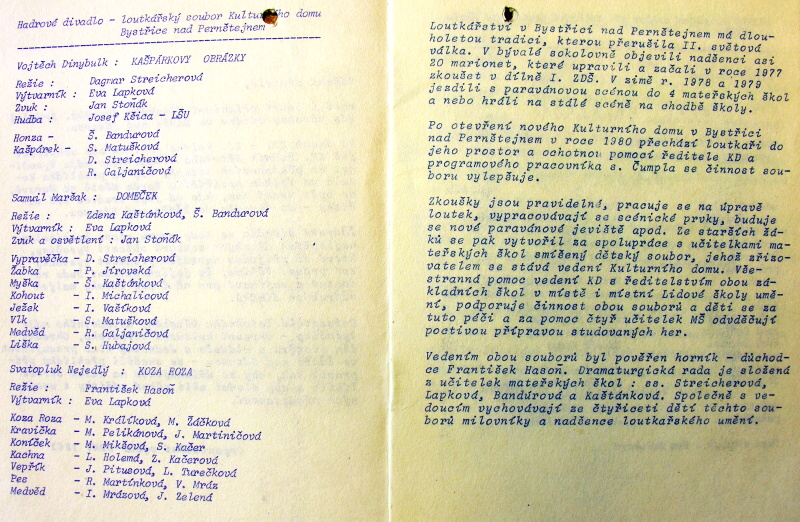 Hadrové divadlo - loutkářský soubor Kulturního domu
Bystřice nad Pernštejnem
Vojtěch Dinybulk : KAŠPÁRKOVY OBRÁZKY
Režie : Dagmar Streicherová
Výtvarník : Eva Lapková
Zvuk : Jan Stoňák
Hudba : Josef Kšica - LŠU
Honza - Š. Bandurová
Kašpárek - S. Matušková
D. Streicherová
R. Galjaničová
Samuil Maršak : DOMEČEK
Režie : Zdena Kaštánková, Š. Bandurová
Výtvarník : Eva Lapková
Zvuk a osvětlení : Jan Stoňák
Vypravěčka - D. Streicherová
Žabka - P. Jírovská
Myška - Š. Kaštánková
Kohout - I. Michalicová
Ježek - I. Vašíková
Vlk - S. Matušková
Medvěd - R. Galjaničová
Liška - S. Hubajová
Svatopluk Nejedlý : KOZA ROZA
Režie : František Hasoň
Výtvarník : Eva Lapková
Koza Roza - M. Králíková, M. Žáčková
Kravička - M. Pelikánová, J. Martiničová
Koníček - M. Mikšová, S. Kačer
Kachna - L. Holemá, Z. Kačerová
Vepřík - J. Pitusová, L. Turečková
Pes - R. Martínková, V. Mráz
Medvěd - I. Mrázová, J. Zelená
Loutkářství v Bystřici nad Pernštejnem má dlou-
holetou tradici, kterou přerušila II. světová
válka. V bývalé sokolovně objevili nadšenci asi
20 marionet, které upravili a začali v roce 1977
zkoušet v dílně I. ZDŠ. V zimě r. 1978 a 1979
jezdili s paravánovou scénou do 4 mateřských škol
a nebo hráli na stálé scéně na chodbě školy.
Po otevření nového Kulturního domu v Bystřici
nad Pernštejnem v roce 1980 přechází loutkaři do
jeho prostor a ochotnou pomocí ředitele KD a
programového pracovníka s. Čumpla se činnost sou-
boru vylepšuje.
Zkoušky jsou pravidelné, pracuje se na úpravě
loutek, vypracovávají se scénické prvky, buduje
se nové paravánové jeviště apod. Ze starších žá-
ků se pak vytvořil za spolupráce s učitelkami ma-
teřských škol smíšený dětský soubor, jehož zřizo-
vatelem se stává vedení Kulturního domu. Vše-
stranná pomoc vedení KD s ředitelstvím obou zá-
kladních škol v místě i místní Lidové školy umě-
ní, podporuje činnost obou souborů a děti se za
tuto péči a za pomoc čtyř učitelek MŠ odvděčují
poctivou přípravou studovaných her.
Vedením obou souborů byl pověřen horník - důchod-
ce František Hasoň. Dramaturgická rada je složená
z učitelek mateřských škol : ss. Streicherová,
Lapková, Bandúrová a Kaštánková. Společně s ve-
doucím vychovávají ze čtyřiceti dětí těchto sou-
borů milovníky a nadšence loutkářského umění.